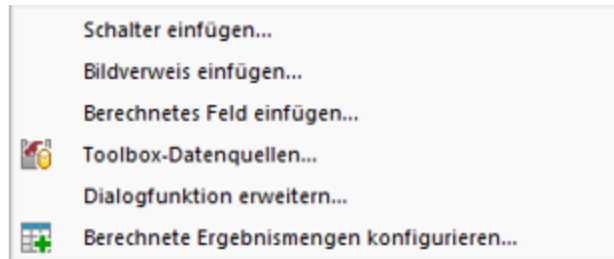 Schalter einfügen...
Bildverweis einfügen...
Berechnetes Feld einfügen...
Toolbox-Datenquellen...
Dialogfunktion erweitern...
Berechnete Ergebnismengen konfigurieren...